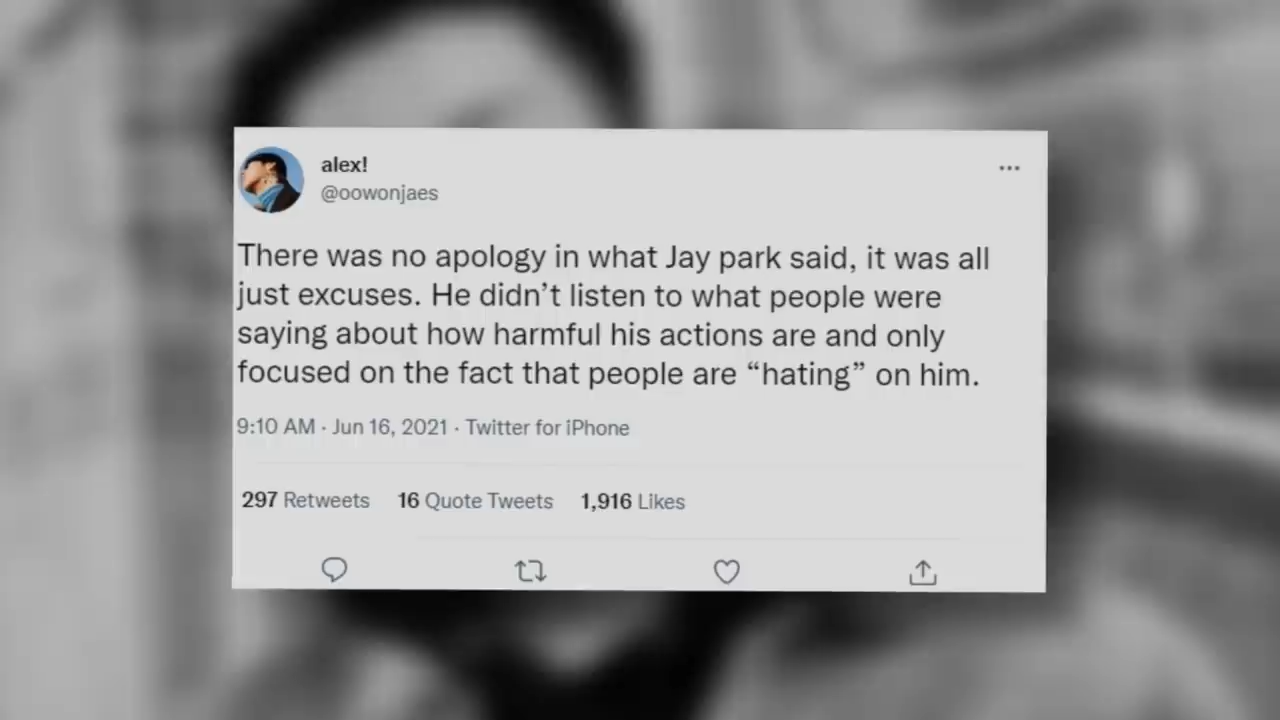 alex!
@oowonjaes
There was no apology in what Jay park said, it was all
just excuses. He didn’t listen to what people were
saying about how harmful his actions are and only
focused on the fact that people are “hating” on him.
9:10 AM · Jun 16, 2021 · Twitter for iPhone
297 Retweets 16 Quote Tweets 1,916 Likes